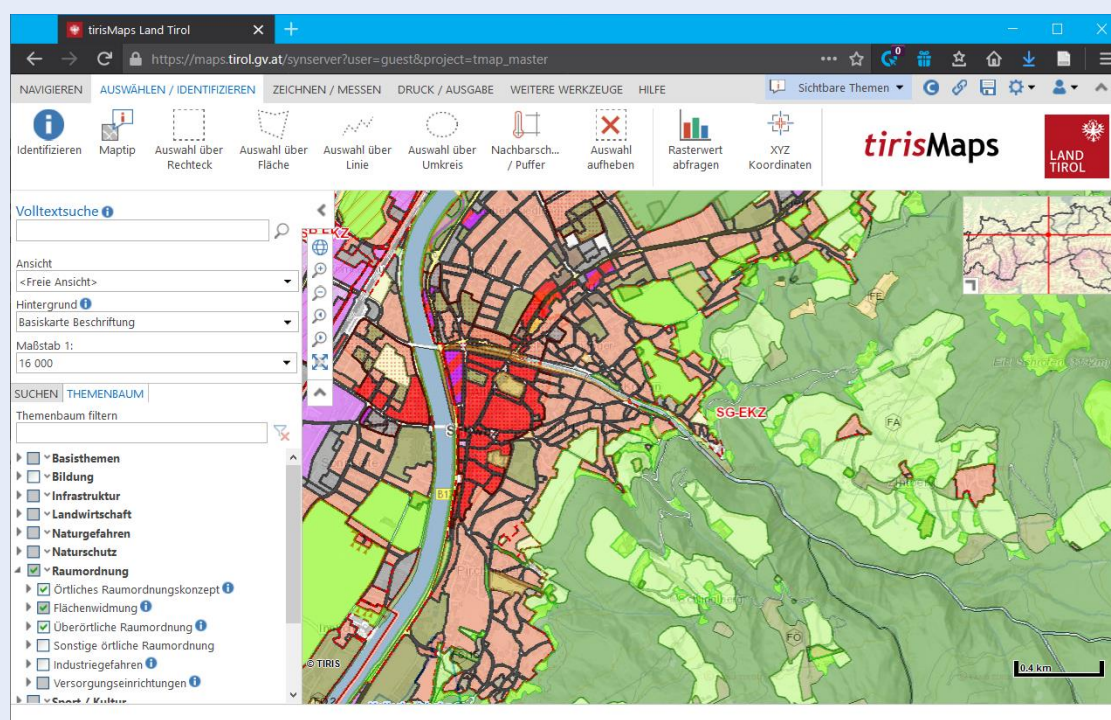 tirisMaps Land Tirol
https://maps.tirol.gv.at/synserver?user=guest&project=tmap_master
0
NAVIGIEREN AUSWÄHLEN / IDENTIFIZIEREN ZEICHNEN / MESSEN DRUCK / AUSGABE WEITERE WERKZEUGE HILFE Sichtbare Themen
Identifizieren
Maptip
Auswahl über
Rechteck
Auswahl über
Fläche
Auswahl über
Linie
Auswahl über
Umkreis
Nachbarsch...
/ Puffer
Auswahl
aufheben
Rasterwert
abfragen
XYZ
Koordinaten
tirisMaps
LAND
TIROL
Volltextsuche
Ansicht
<Freie Ansicht>
Hintergrund
Basiskarte Beschriftung
Maßstab 1:
16 000
SUCHEN THEMENBAUM
Themenbaum filtern
Basisthemen
Bildung
Infrastruktur
Landwirtschaft
Naturgefahren
Naturschutz
Raumordnung
Örtliches Raumordnungskonzept
Flächenwidmung
Überörtliche Raumordnung
Sonstige örtliche Raumordnung
Industriegefahren
Versorgungseinrichtungen
Sport / Kultur
FE
SG-EKZ
FA
FÖ
© TIRIS
0.4 km